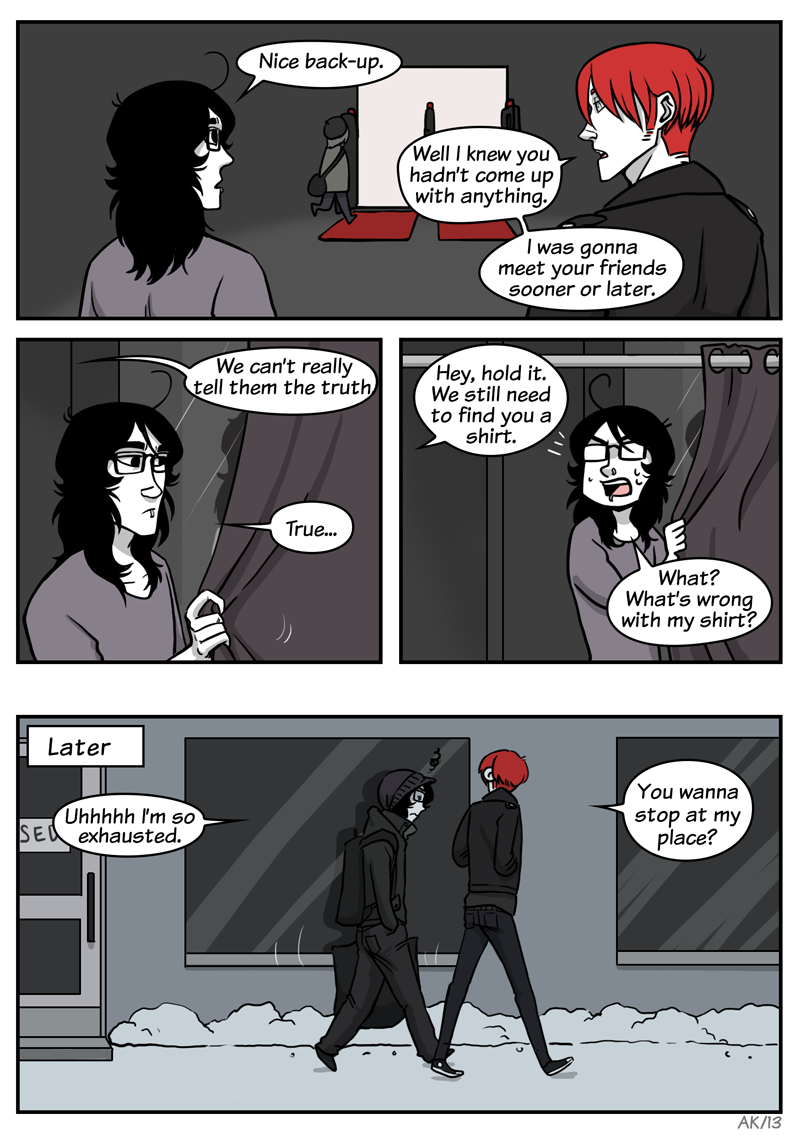 Nice back-up.
Well I knew you
hadn't come up
with anything.
I was gonna
meet your friends
sooner or later.
We can't really
tell them the truth
True...
Hey, hold it.
We still need
to find you a
shirt.
What?
What's wrong
with my shirt?
Later
SED
Uhhhhh I'm so
exhausted.
You wanna
stop at my
place?
AK/13